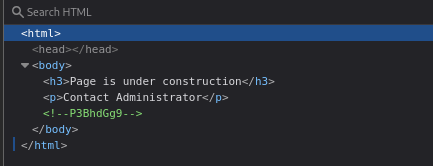 Search HTML
<html>
<head></head>
<body>
<h3>Page is under construction</h3>
<p>Contact Administrator</p>
<!--P3BhdGg9-->
</body>
</html>